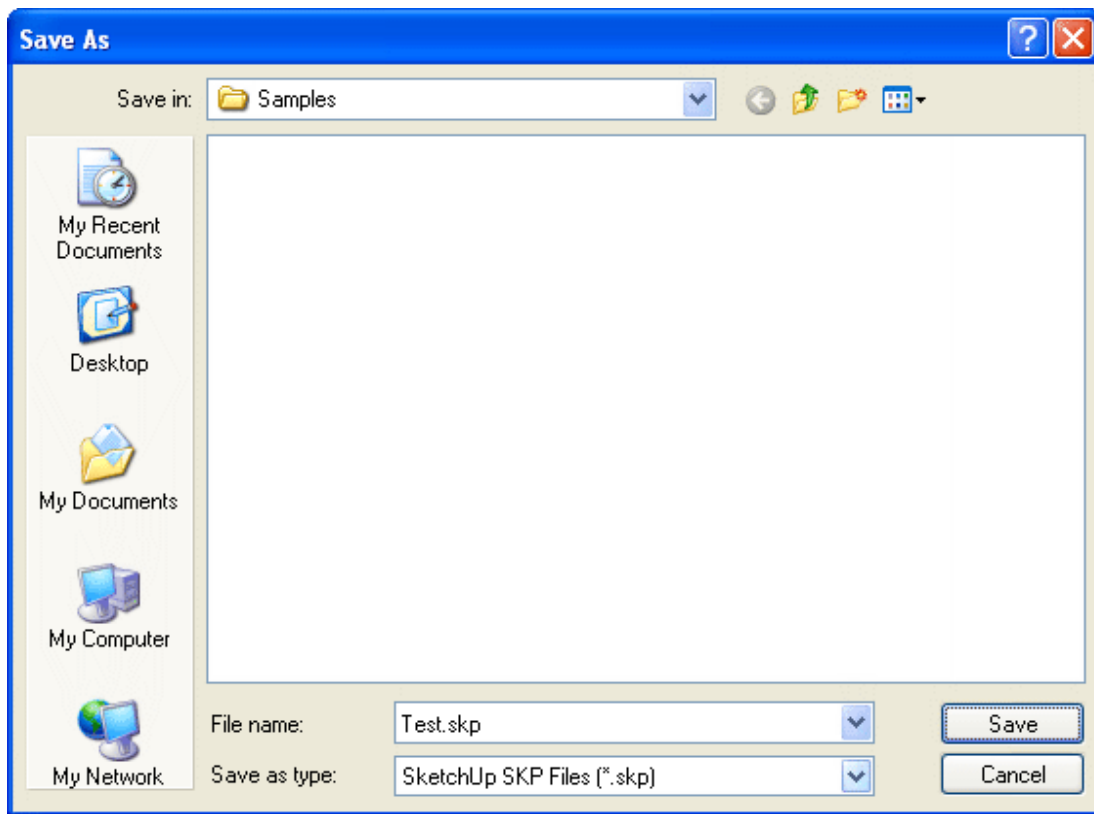 Save As
Save in:
Samples
My Recent
Documents
Desktop
My Documents
My Computer
My Network
File name:
Test.skp
Save
Save as type:
SketchUp SKP Files (*.skp)
Cancel